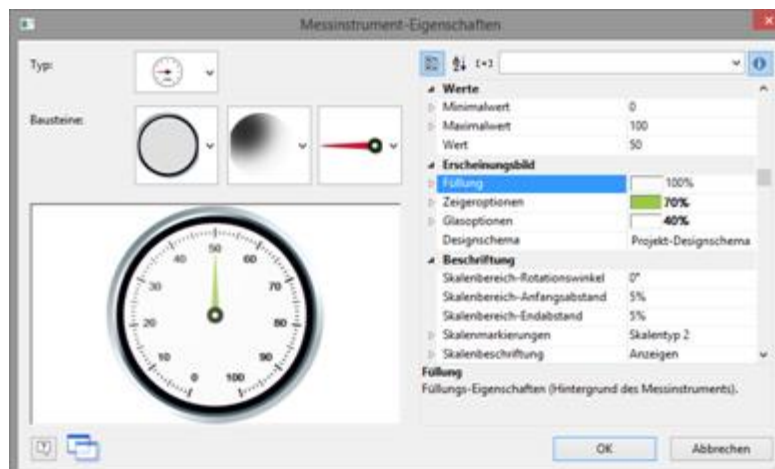 Messinstrument-Eigenschaften
Typ:
Bausteine:
Werte
Minimalwert 0
Maximalwert 100
Wert 50
Erscheinungsbild
Füllung 100%
Zeigeroptionen 70%
Glasoptionen 40%
Designschema Projekt-Designschema
Beschriftung
Skalenbereich-Rotationswinkel 0°
Skalenbereich-Anfangsabstand 5%
Skalenbereich-Endabstand 5%
Skalenmarkierungen Skalentyp 2
Skalenbeschriftung Anzeigen
Füllung
Füllungs-Eigenschaften (Hintergrund des Messinstruments).
50
40 60
30 70
20 80
10 90
0 100
OK Abbrechen